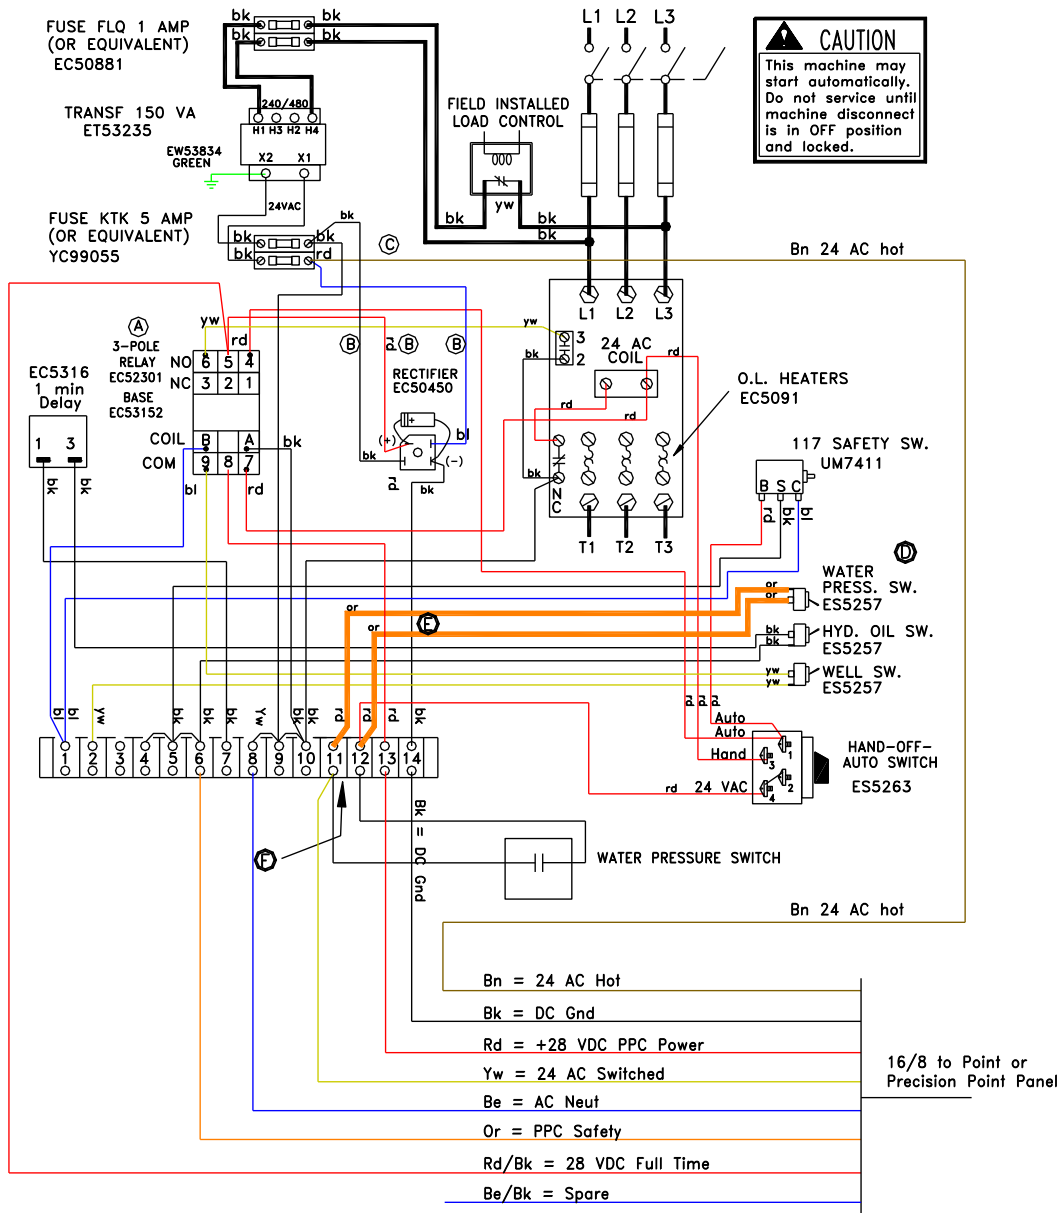 FUSE FLQ 1 AMP
(OR EQUIVALENT)
EC50881
bk
bk
bk
bk
L1 L2 L3
CAUTION
This machine may
start automatically.
Do not service until
machine disconnect
is in OFF position
and locked.
TRANSF 150 VA
ET53235
240/480
H1 H3 H2 H4
X2 X1
EW53834
GREEN
24VAC
FIELD INSTALLED
LOAD CONTROL
yw
bk
bk
bk
FUSE KTK 5 AMP
(OR EQUIVALENT)
YC99055
bk
bk
bk
rd
bk
C
Bn 24 AC hot
L1 L2 L3
A
3-POLE
RELAY
EC52301
BASE
EC53152
yw
rd
NO 6 5 4
NC 3 2 1
COIL B A
COM 9 8 7
bk
bl
rd
B
rd
B
B
RECTIFIER
EC50450
(+)
(-)
bl
rd
bk
yw
bk
3
2
24 AC
COIL
rd
rd
rd
N
C
T1 T2 T3
O.L. HEATERS
EC5091
EC5316
1 min
Delay
1 3
bk
bk
117 SAFETY SW.
UM7411
B S C
rd
bk
bl
D
WATER
PRESS. SW.
ES5257
or
or
HYD. OIL SW.
ES5257
bk
bk
WELL SW.
ES5257
yw
yw
or
or
E
rd
rd
rd
bl
bl
yw
bk
bk
rd
Yw
bk
bk
bk
rd
rd
rd
bk
1 2 3 4 5 6 7 8 9 10 11 12 13 14
Auto
Auto
Hand
rd 24 VAC
1
3
2
4
HAND-OFF-
AUTO SWITCH
ES5263
F
Bk = DC Gnd
WATER PRESSURE SWITCH
Bn 24 AC hot
Bn = 24 AC Hot
Bk = DC Gnd
Rd = +28 VDC PPC Power
Yw = 24 AC Switched
Be = AC Neut
Or = PPC Safety
Rd/Bk = 28 VDC Full Time
Be/Bk = Spare
16/8 to Point or
Precision Point Panel